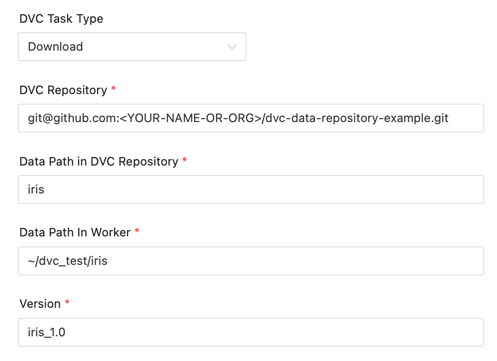 DVC Task Type
Download
DVC Repository *
git@github.com:<YOUR-NAME-OR-ORG>/dvc-data-repository-example.git
Data Path in DVC Repository *
iris
Data Path In Worker *
~/dvc_test/iris
Version *
iris_1.0